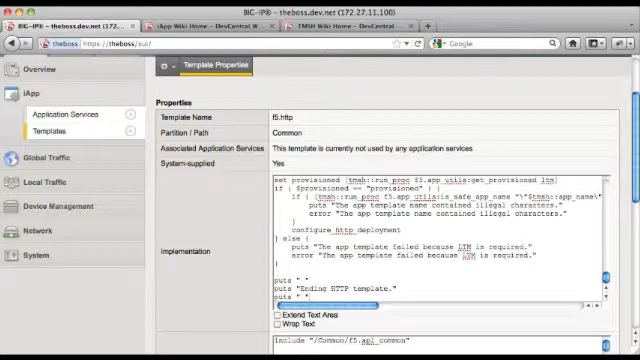 BIG-IP® – theboss.dev.net (172.27.11.100)
BIG-IP® – theboss.dev.net (17...
iApp Wiki Home – DevCentral W...
TMSH Wiki Home – DevCentral ...
theboss https://theboss/xui/
Google
Overview
iApp
Application Services
Templates
Global Traffic
Local Traffic
Device Management
Network
System
Template Properties
Properties
Template Name f5.http
Partition / Path Common
Associated Application Services This template is currently not used by any application services
System-supplied Yes
Implementation
set provisioned [tmsh::run_proc f5.app_utils:get_provisioned ltm]
if { $provisioned == "provisioned" } {
if { [tmsh::run_proc f5.app_utils:is_safe_app_name "\"$tmsh::app_name\"
puts "The app template name contained illegal characters."
error "The app template name contained illegal characters."
}
configure_http_deployment
} else {
puts "The app template failed because LTM is required."
error "The app template failed because LTM is required."
}
puts " "
puts "Ending HTTP template."
puts " "
Extend Text Area
Wrap Text
include "/Common/f5.apl_common"